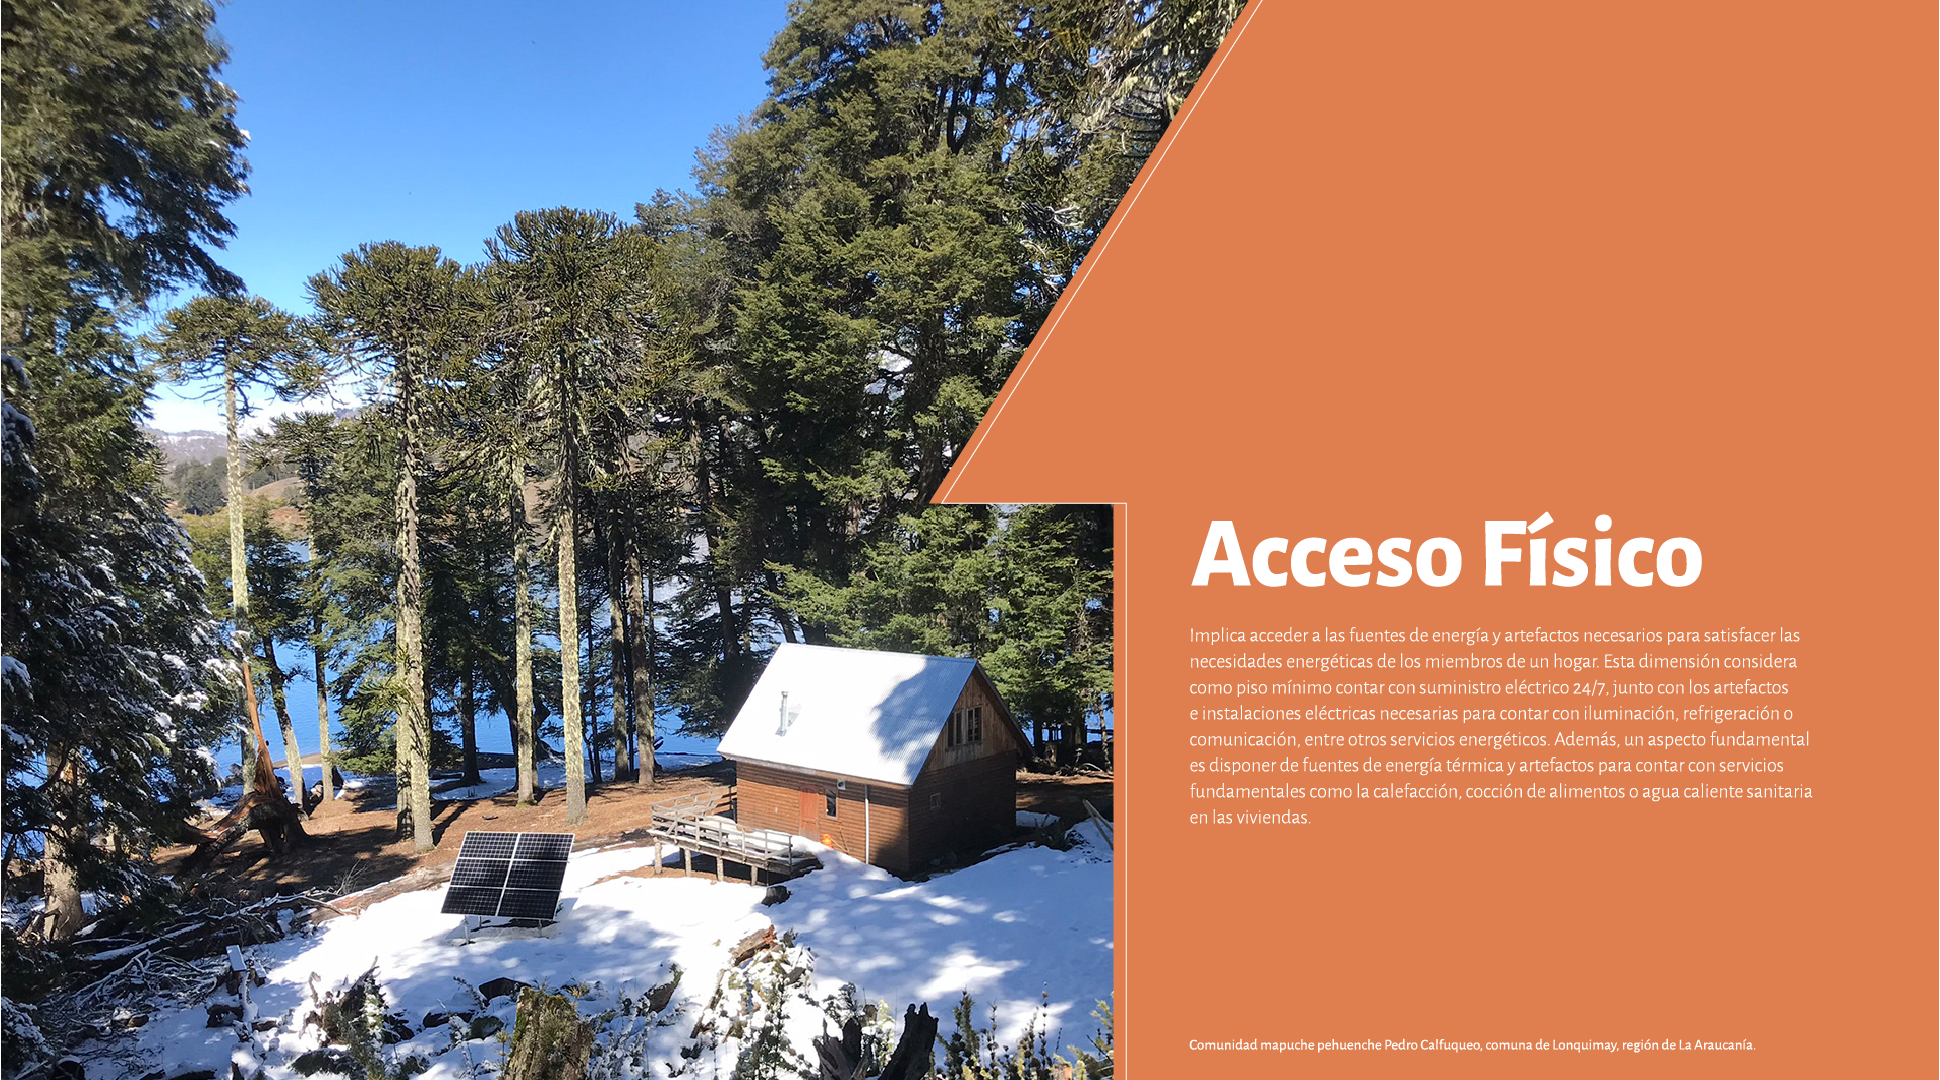 Acceso Físico
Implica acceder a las fuentes de energía y artefactos necesarios para satisfacer las
necesidades energéticas de los miembros de un hogar. Esta dimensión considera
como piso mínimo contar con suministro eléctrico 24/7, junto con los artefactos
e instalaciones eléctricas necesarias para contar con iluminación, refrigeración o
comunicación, entre otros servicios energéticos. Además, un aspecto fundamental
es disponer de fuentes de energía térmica y artefactos para contar con servicios
fundamentales como la calefacción, cocción de alimentos o agua caliente sanitaria
en las viviendas.
Comunidad mapuche pehuenche Pedro Calfuqueo, comuna de Lonquimay, región de La Araucanía.